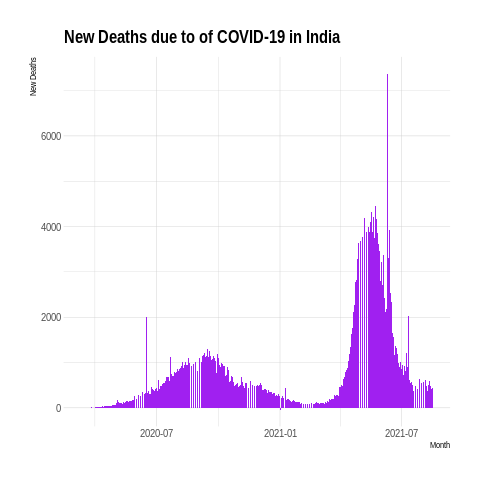 New Deaths due to of COVID-19 in India
New Deaths
6000
4000
2000
0
2020-07
2021-01
2021-07
Month